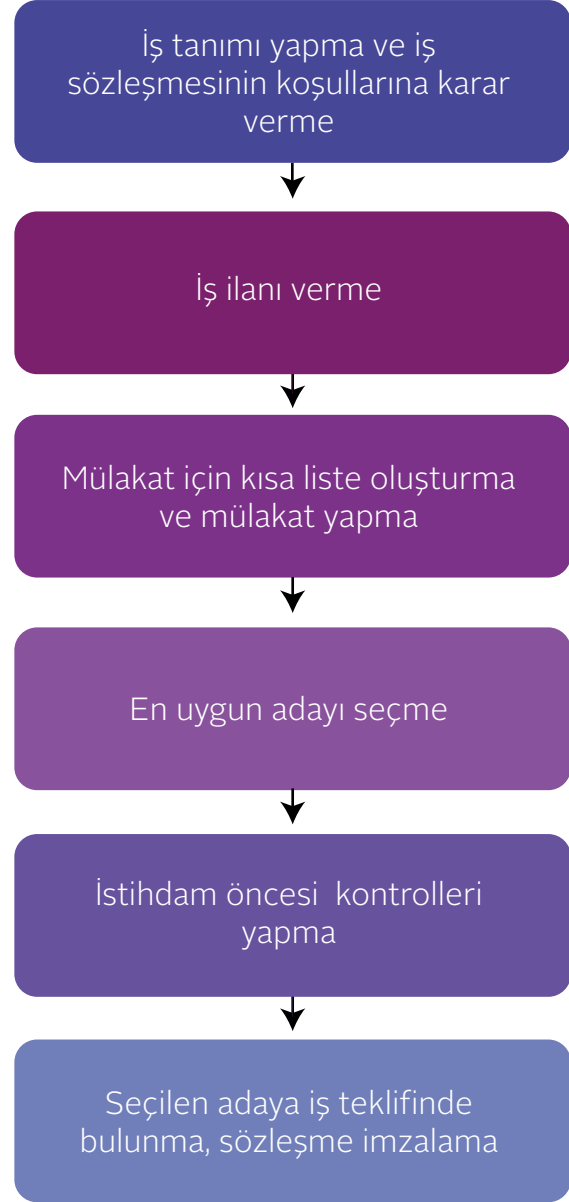 İş tanımı yapma ve iş
sözleşmesinin koşullarına karar
verme
İş ilanı verme
Mülakat için kısa liste oluşturma
ve mülakat yapma
En uygun adayı seçme
İstihdam öncesi  kontrolleri
yapma
Seçilen adaya iş teklifinde
bulunma, sözleşme imzalama